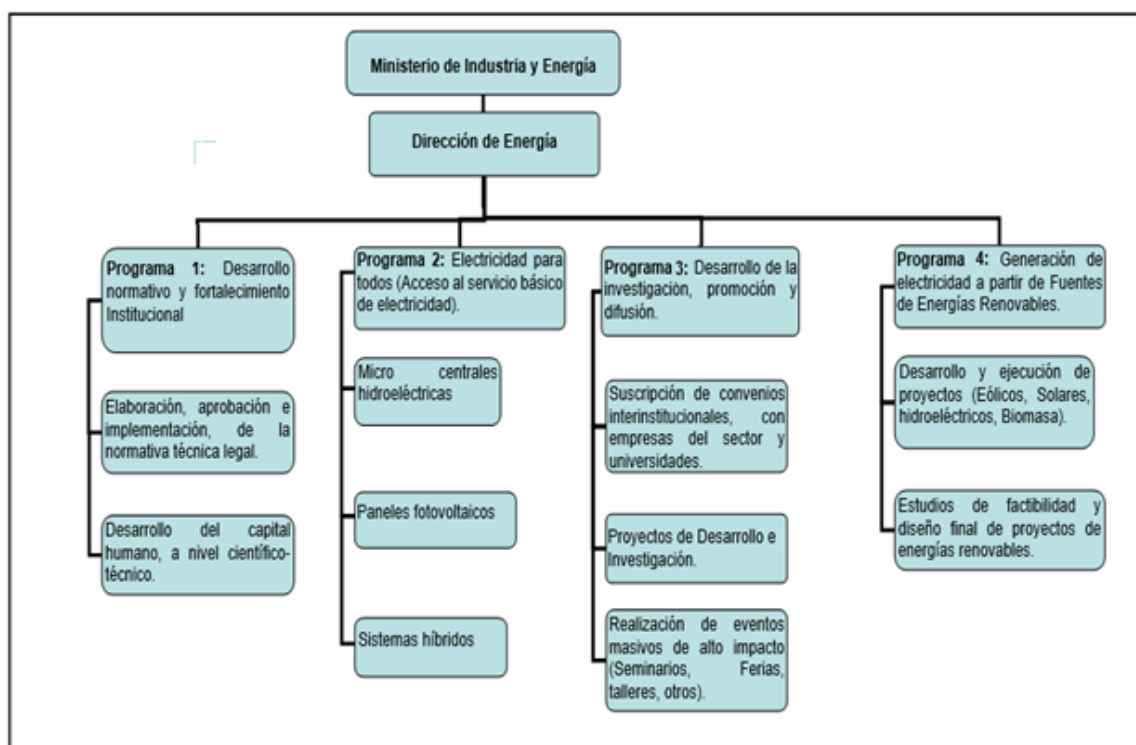 Ministerio de Industria y Energía
Dirección de Energía
Programa 1: Desarrollo
normativo y fortalecimiento
Institucional
Elaboración, aprobación e
implementación, de la
normativa técnica legal.
Desarrollo del capital
humano, a nivel científico-
técnico.
Programa 2: Electricidad para
todos (Acceso al servicio básico
de electricidad).
Micro centrales
hidroeléctricas
Paneles fotovoltaicos
Sistemas híbridos
Programa 3: Desarrollo de la
investigaciòn, promoción y
difusión.
Suscripción de convenios
interinstitucionales, con
empresas del sector y
universidades.
Proyectos de Desarrollo e
Investigación.
Realización de eventos
masivos de alto impacto
(Seminarios, Ferias,
talleres, otros).
Programa 4: Generación de
electricidad a partir de Fuentes
de Energías Renovables.
Desarrollo y ejecución de
proyectos (Eólicos, Solares,
hidroeléctricos, Biomasa).
Estudios de factibilidad y
diseño final de proyectos de
energías renovables.